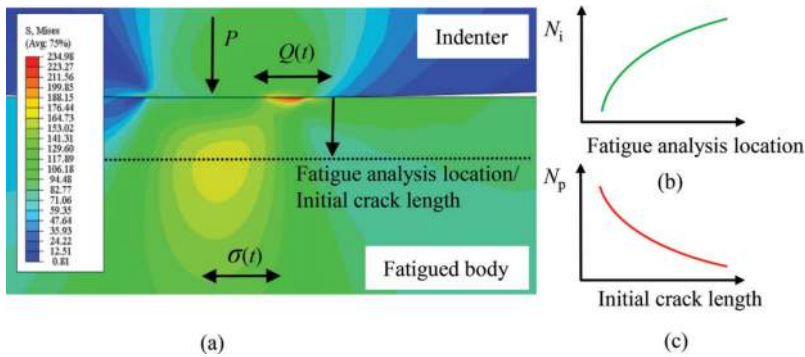 S, Mises
(Avg: 75%)
234.98
223.27
211.56
199.85
188.15
176.44
164.73
153.02
141.31
129.60
117.89
106.18
94.48
82.77
71.06
59.35
47.64
35.93
24.22
12.51
0.81
P
Q(t)
Indenter
Fatigue analysis location/
Initial crack length
σ(t)
Fatigued body
(a)
Ni
Fatigue analysis location
(b)
Np
Initial crack length
(c)